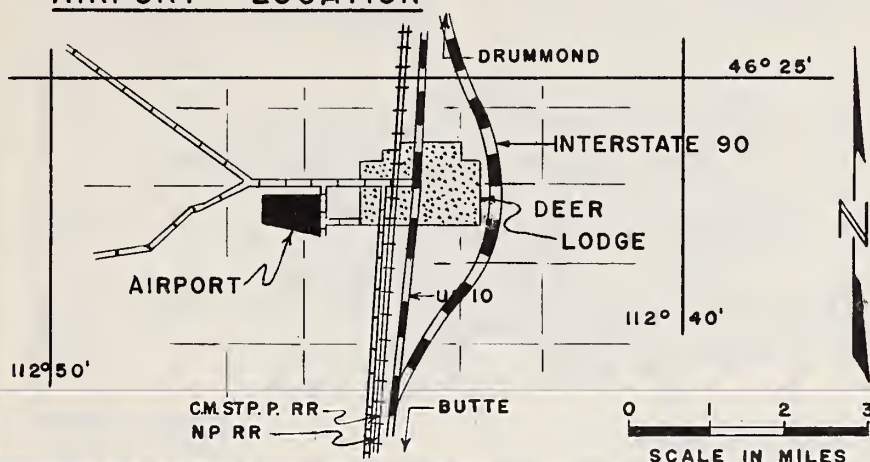 AIRPORT LOCATION
DRUMMOND
46° 25'
INTERSTATE 90
DEER
LODGE
N
AIRPORT
10
112° 40'
112° 50'
C.M. ST P. P. RR
NP RR
BUTTE
0 1 2 3
SCALE IN MILES